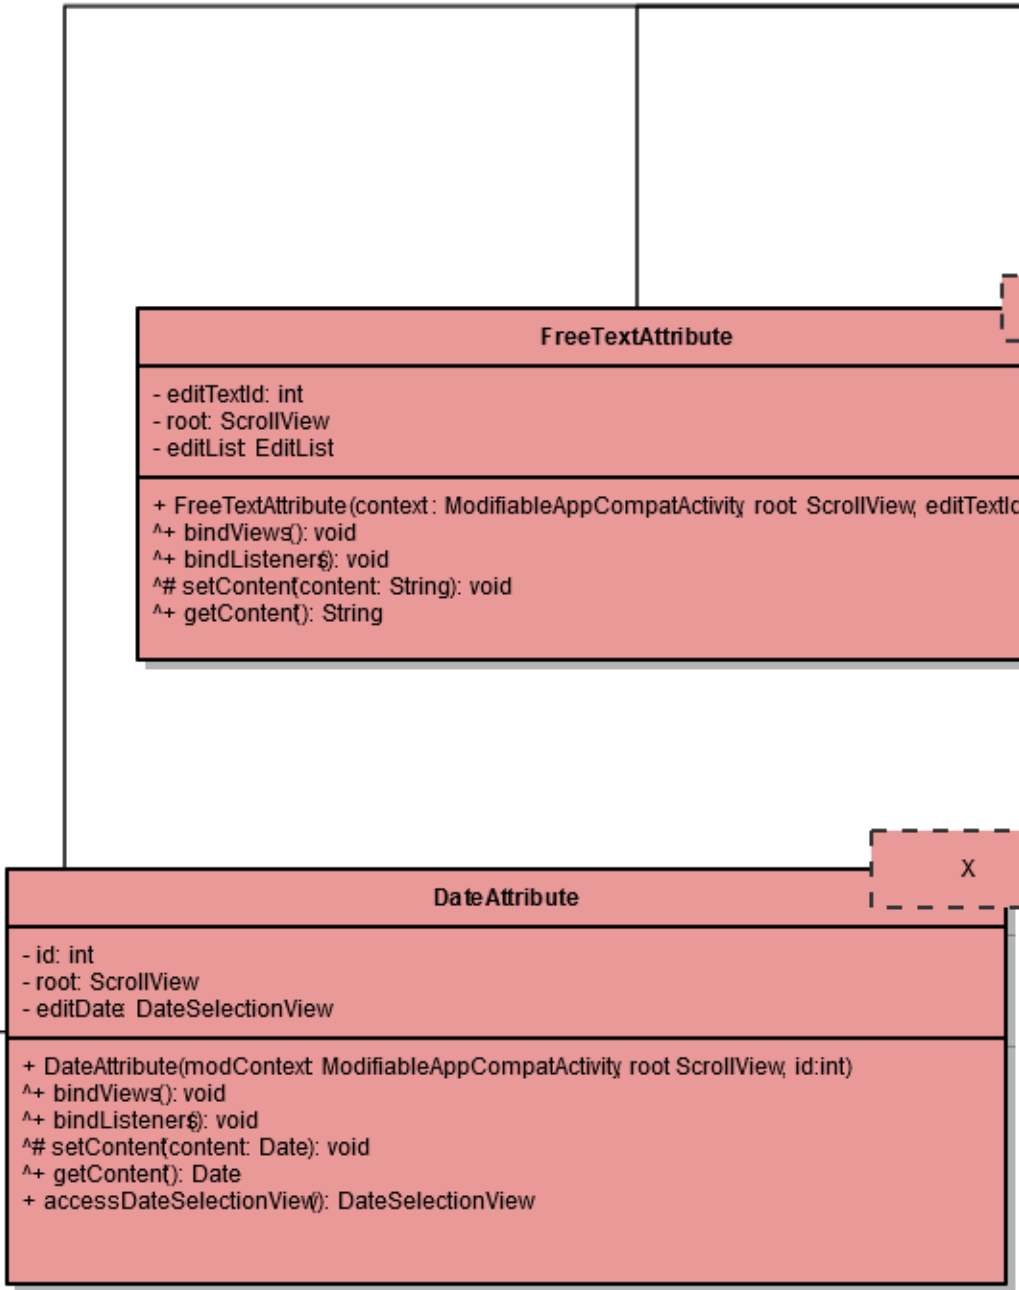 FreeTextAttribute
- editTextId: int
- root: ScrollView
- editList: EditList
+ FreeTextAttribute(context: ModifiableAppCompatActivity, root: ScrollView, editTextId
^+ bindViews(): void
^+ bindListeners(): void
^# setContent(content: String): void
^+ getContent(): String
X
DateAttribute
- id: int
- root: ScrollView
- editDate: DateSelectionView
+ DateAttribute(modContext: ModifiableAppCompatActivity, root ScrollView, id:int)
^+ bindViews(): void
^+ bindListeners(): void
^# setContent(content: Date): void
^+ getContent(): Date
+ accessDateSelectionView(): DateSelectionView